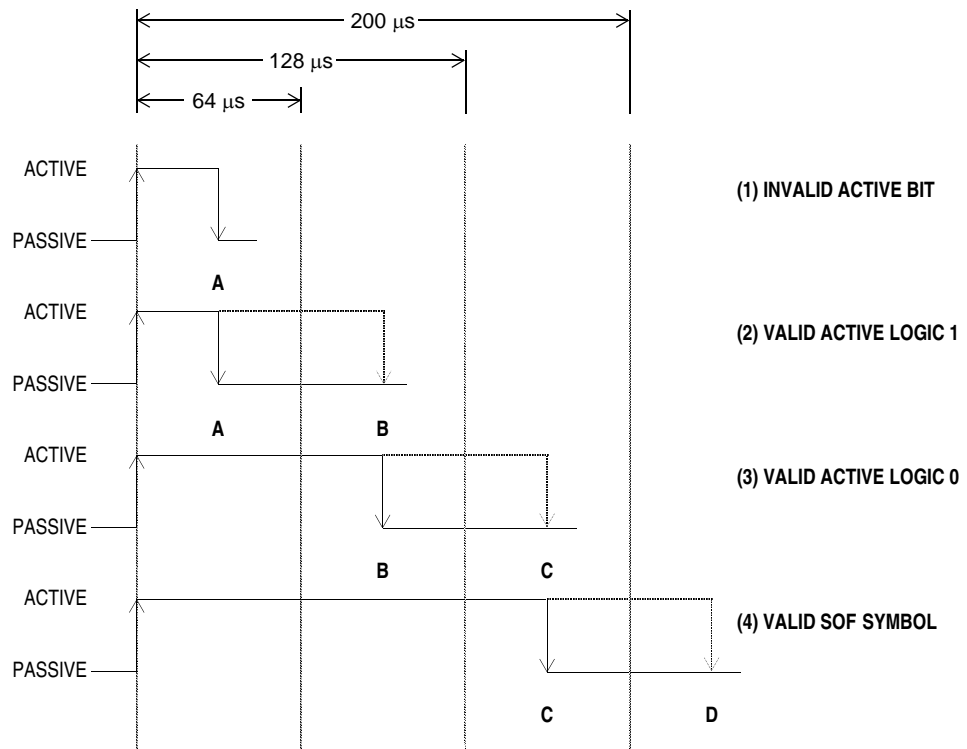 200 μs
128 μs
64 μs
ACTIVE
(1) INVALID ACTIVE BIT
PASSIVE
A
ACTIVE
(2) VALID ACTIVE LOGIC 1
PASSIVE
A B
ACTIVE
(3) VALID ACTIVE LOGIC 0
PASSIVE
B C
ACTIVE
(4) VALID SOF SYMBOL
PASSIVE
C D